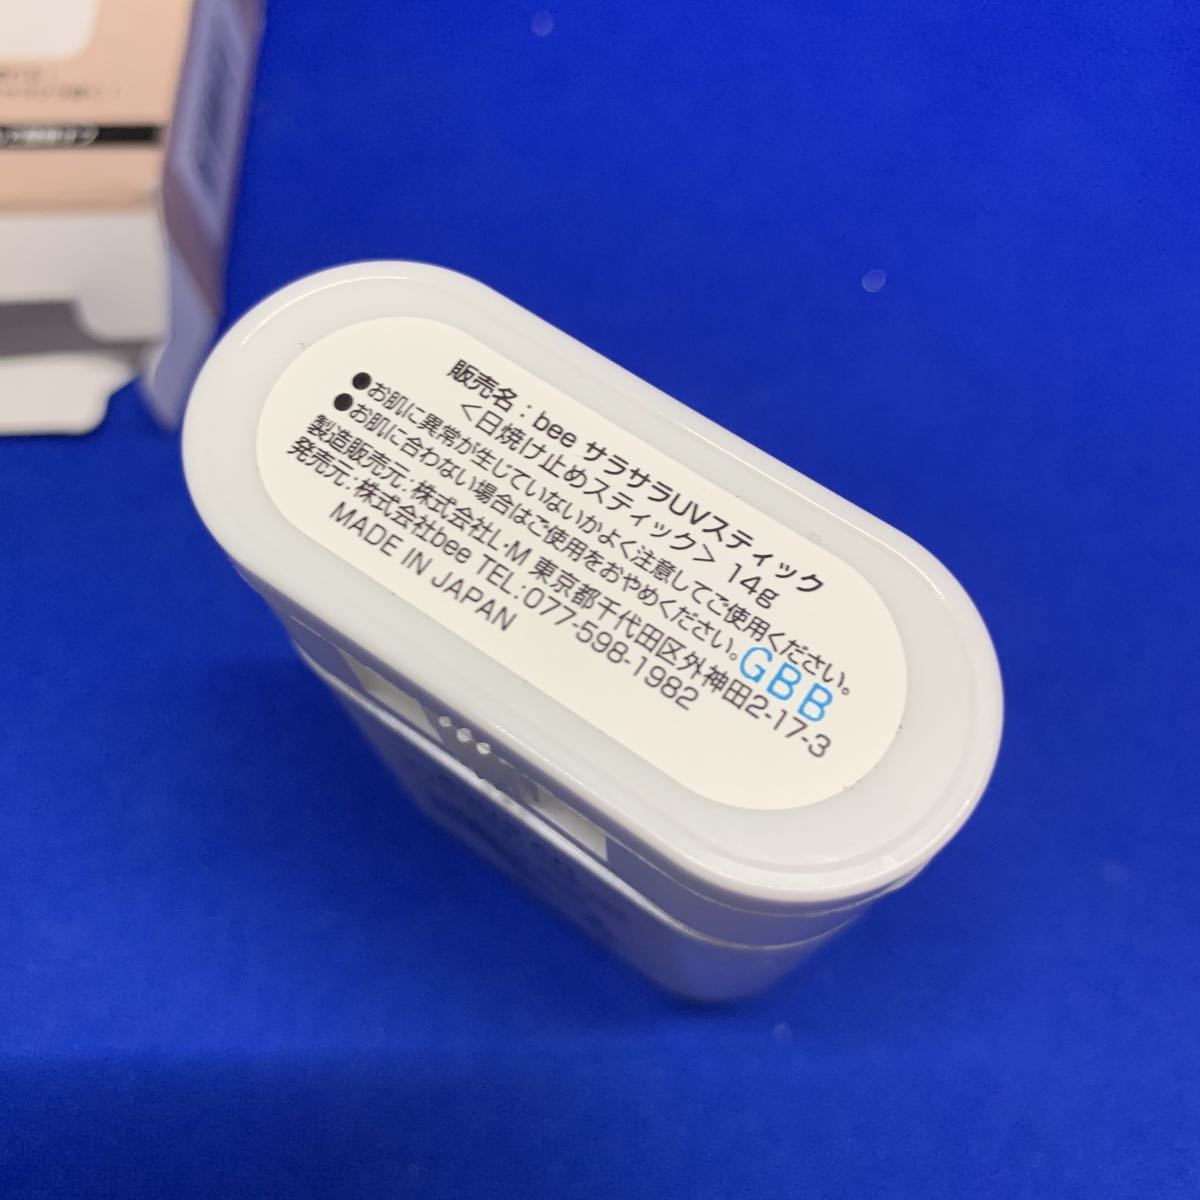 販売名：bee サラサラUVスティック
＜日焼け止めスティック＞ 14g
●お肌に異常が生じていないかよく注意してご使用ください。
●お肌に合わない場合はご使用をおやめください。
製造販売元：株式会社L・M 東京都千代田区外神田2-17-3
発売元：株式会社bee TEL：077-598-1982
MADE IN JAPAN
GBB